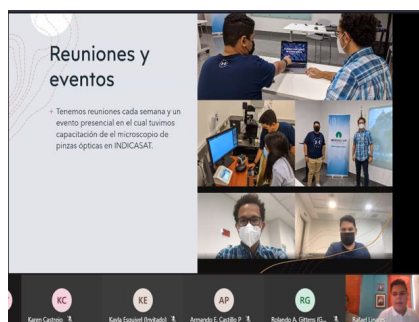 Reuniones y
eventos
+ Tenemos reuniones cada semana y un
evento presencial en el cual tuvimos
capacitación de el microscopio de
pinzas ópticas en INDICASAT.
KC
KE
AP
RG
Karen Castrejo
Kayla Esquivel (Invitado)
Armando E. Castillo P
Rolando A. Gittens (G...
Rafael Linares